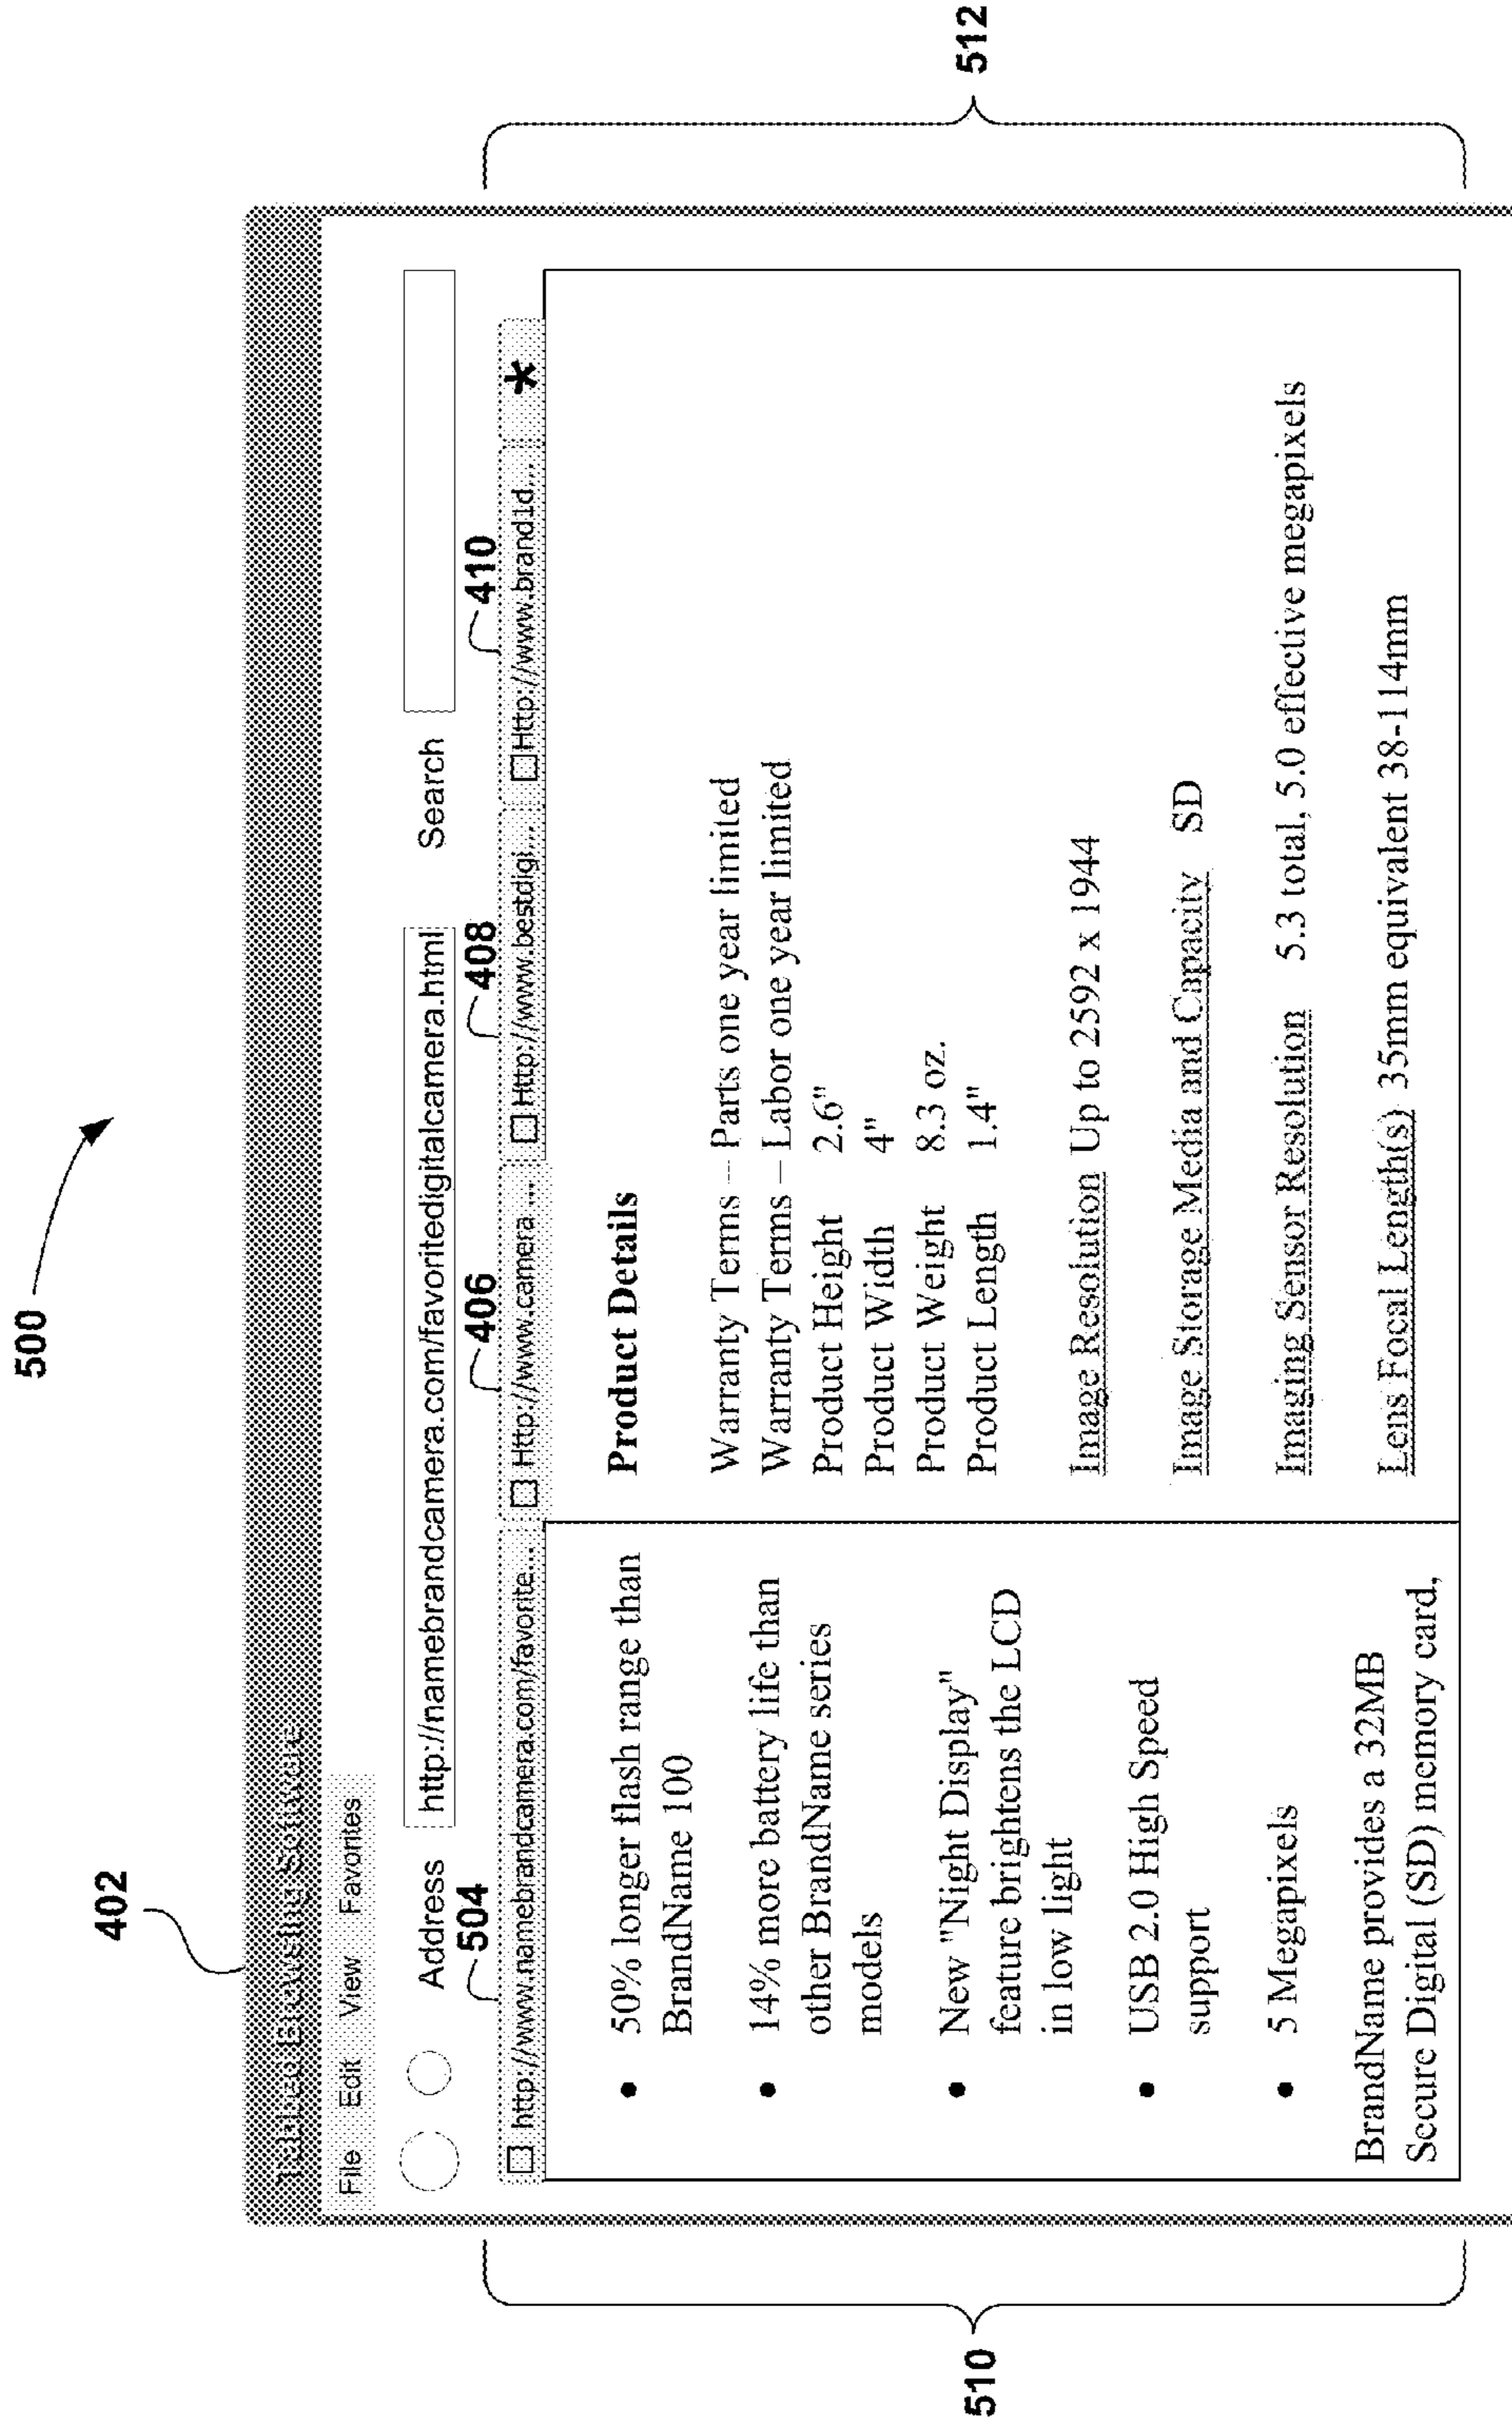 500
402
Tabbed Browsing Software
File Edit View Favorites
Address http://namebrandcamera.com/favoritedigitalcamera.html Search
504 406 408 410
http://www.namebrandcamera.com/favorite... Http://www.camera ... Http://www.bestdigi... Http://www.brand1d... *
• 50% longer flash range than
BrandName 100
• 14% more battery life than
other BrandName series
models
• New "Night Display"
feature brightens the LCD
in low light
• USB 2.0 High Speed
support
• 5 Megapixels
BrandName provides a 32MB
Secure Digital (SD) memory card,
Product Details
Warranty Terms – Parts one year limited
Warranty Terms – Labor one year limited
Product Height 2.6"
Product Width 4"
Product Weight 8.3 oz.
Product Length 1.4"
Image Resolution Up to 2592 x 1944
Image Storage Media and Capacity SD
Imaging Sensor Resolution 5.3 total, 5.0 effective megapixels
Lens Focal Length(s) 35mm equivalent 38-114mm
510
512